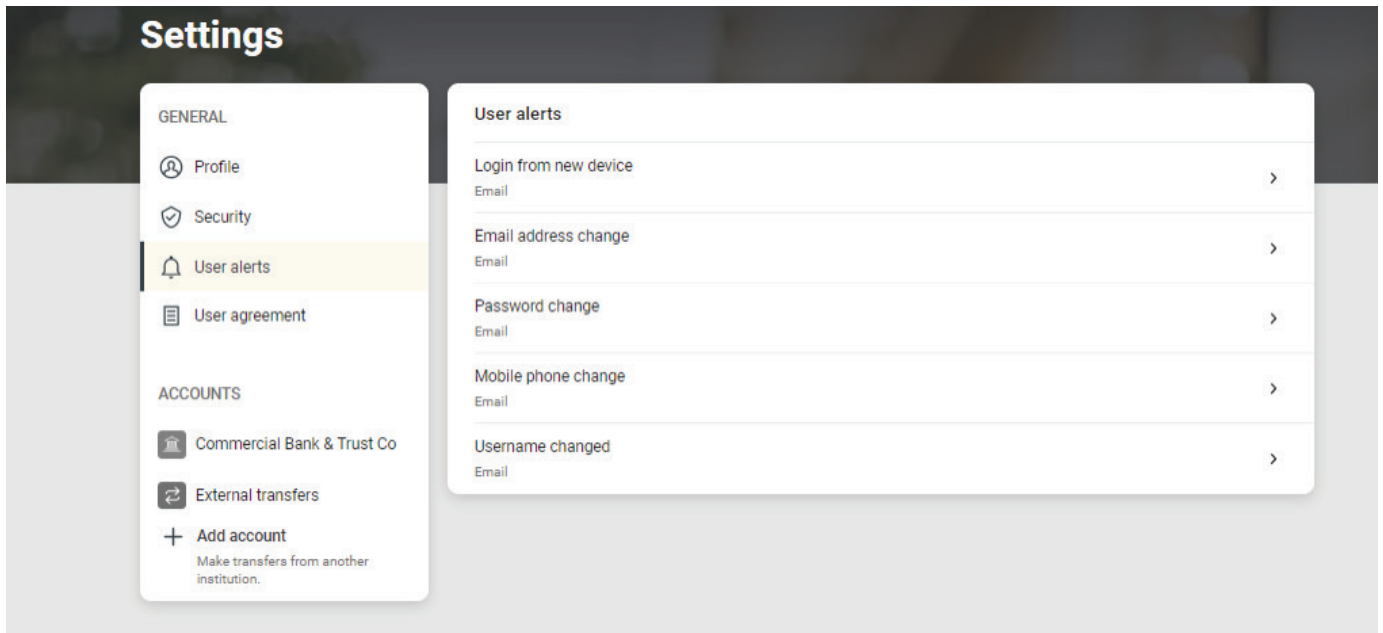 Settings
GENERAL
Profile
Security
User alerts
User agreement
ACCOUNTS
Commercial Bank & Trust Co
External transfers
Add account
Make transfers from another
institution.
User alerts
Login from new device
Email
Email address change
Email
Password change
Email
Mobile phone change
Email
Username changed
Email